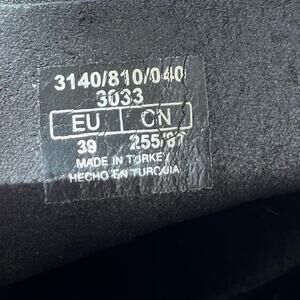 3140/810/040
3033
EU CN
39 255/87
MADE IN TURKEY
HECHO EN TURQUIA